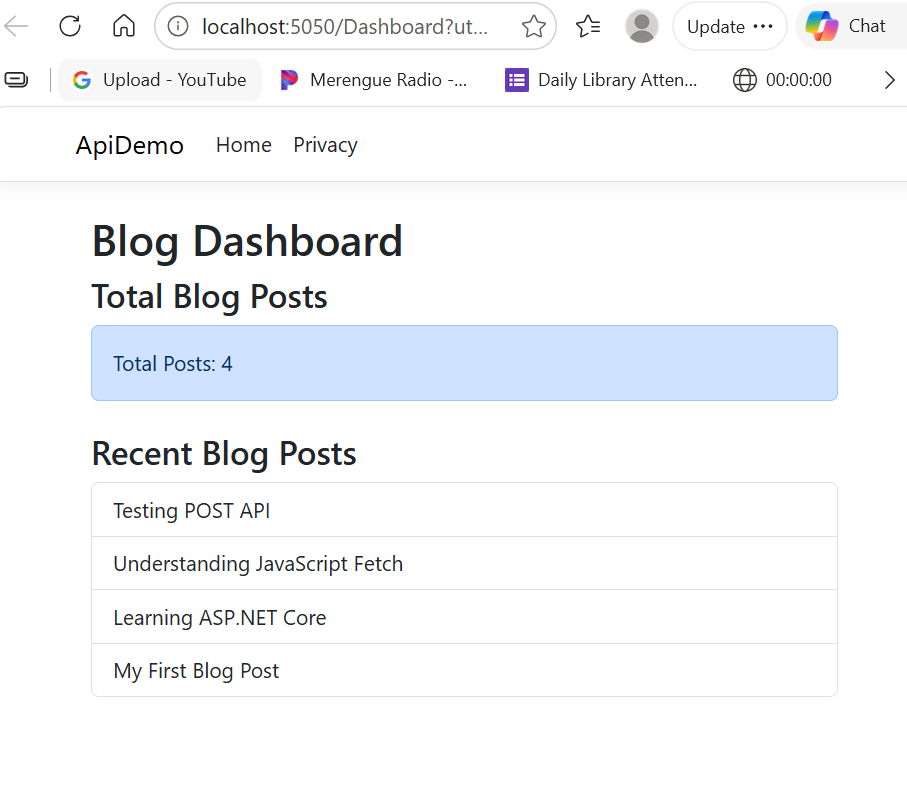 localhost:5050/Dashboard?ut...
Update
Chat
Upload - YouTube
Merengue Radio -...
Daily Library Atten...
00:00:00
ApiDemo Home Privacy
Blog Dashboard
Total Blog Posts
Total Posts: 4
Recent Blog Posts
Testing POST API
Understanding JavaScript Fetch
Learning ASP.NET Core
My First Blog Post